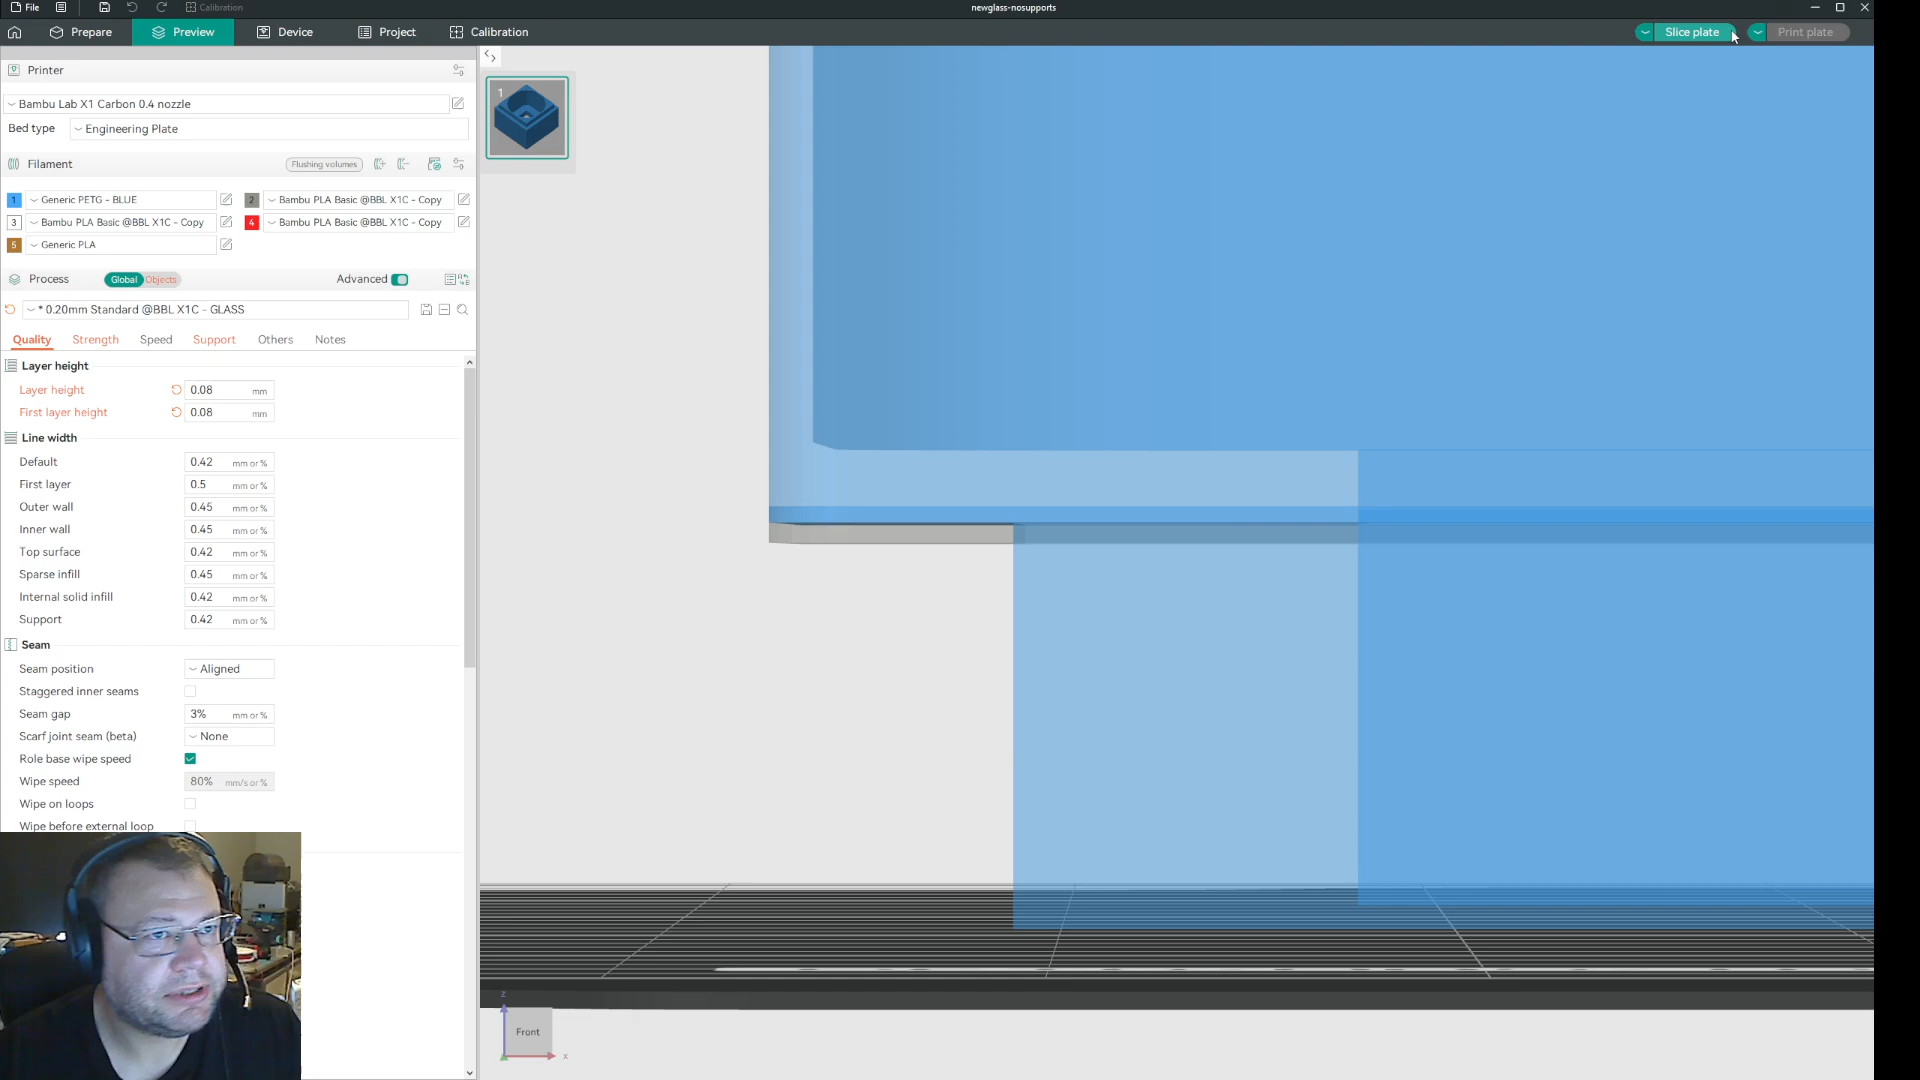 File Calibration newglass-nosupports
Prepare Preview Device Project Calibration Slice plate Print plate
Printer
Bambu Lab X1 Carbon 0.4 nozzle
Bed type Engineering Plate
Filament Flushing volumes
1 Generic PETG - BLUE 2 Bambu PLA Basic @BBL X1C - Copy
3 Bambu PLA Basic @BBL X1C - Copy 4 Bambu PLA Basic @BBL X1C - Copy
5 Generic PLA
Process Global Objects Advanced
* 0.20mm Standard @BBL X1C - GLASS
Quality Strength Speed Support Others Notes
Layer height
Layer height 0.08 mm
First layer height 0.08 mm
Line width
Default 0.42 mm or %
First layer 0.5 mm or %
Outer wall 0.45 mm or %
Inner wall 0.45 mm or %
Top surface 0.42 mm or %
Sparse infill 0.45 mm or %
Internal solid infill 0.42 mm or %
Support 0.42 mm or %
Seam
Seam position Aligned
Staggered inner seams
Seam gap 3% mm or %
Scarf joint seam (beta) None
Role base wipe speed
Wipe speed 80% mm/s or %
Wipe on loops
Wipe before external loop
1
z
Front
x